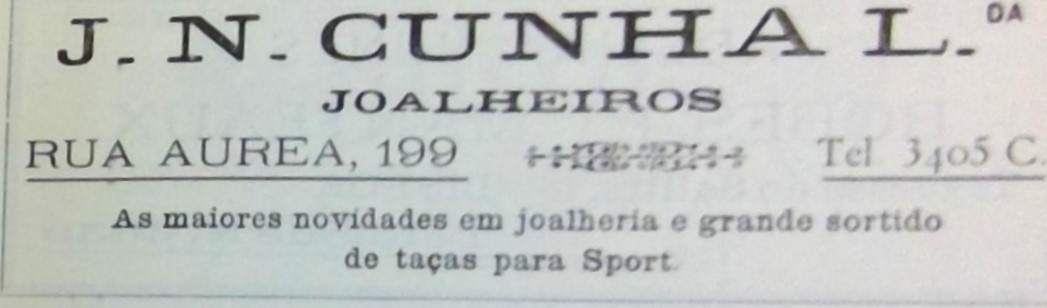 J. N. CUNHA L.DA
JOALHEIROS
RUA AUREA, 199 Tel 3405 C.
As maiores novidades em joalheria e grande sortido
de taças para Sport.